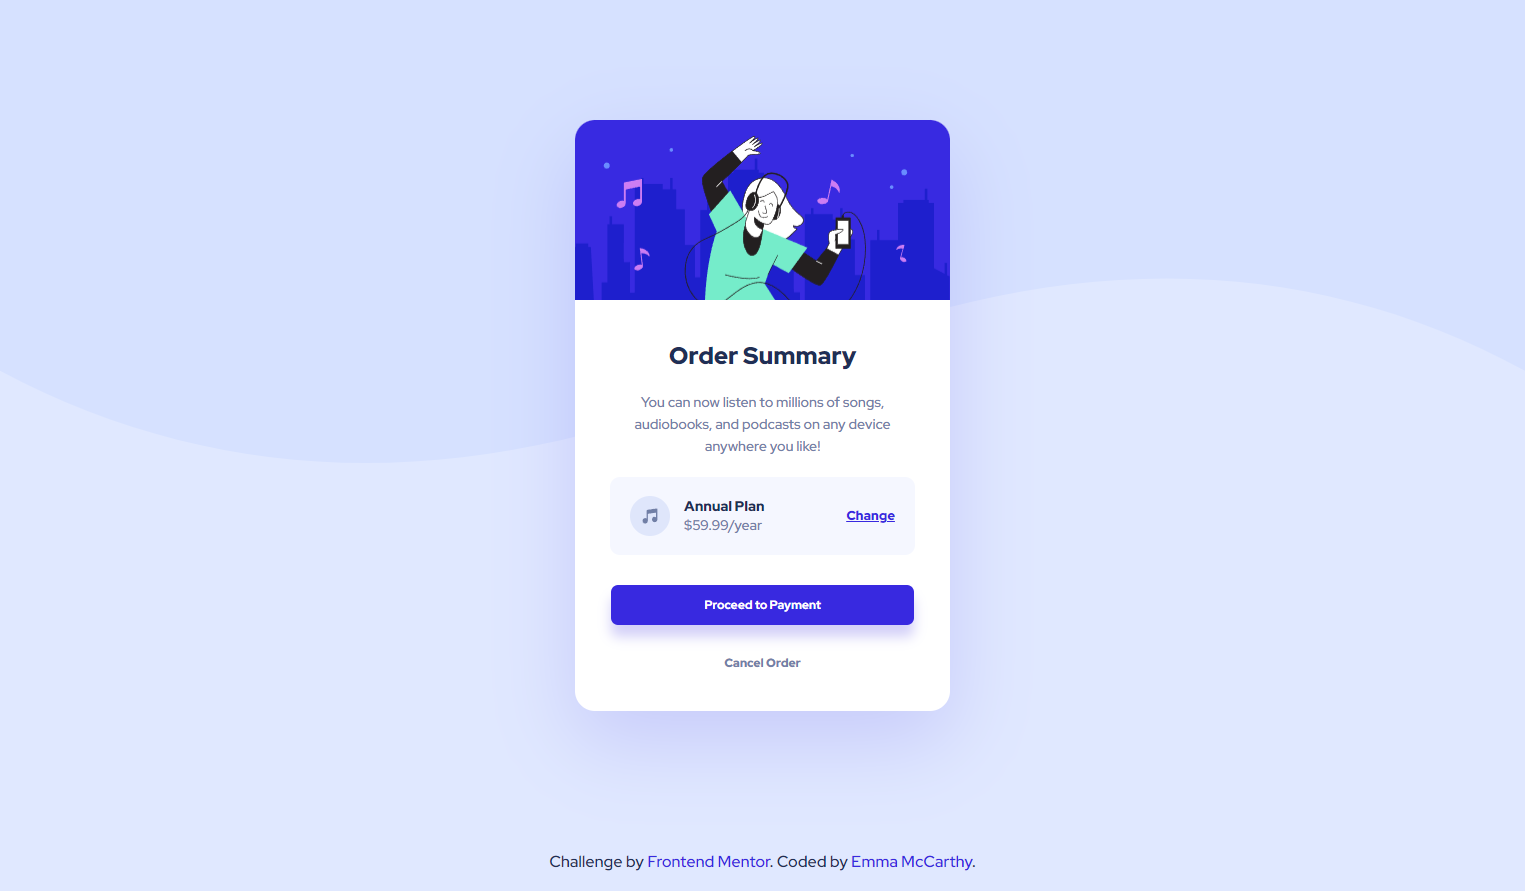 Order Summary
You can now listen to millions of songs,
audiobooks, and podcasts on any device
anywhere you like!
Annual Plan
$59.99/year
Change
Proceed to Payment
Cancel Order
Challenge by Frontend Mentor. Coded by Emma McCarthy.